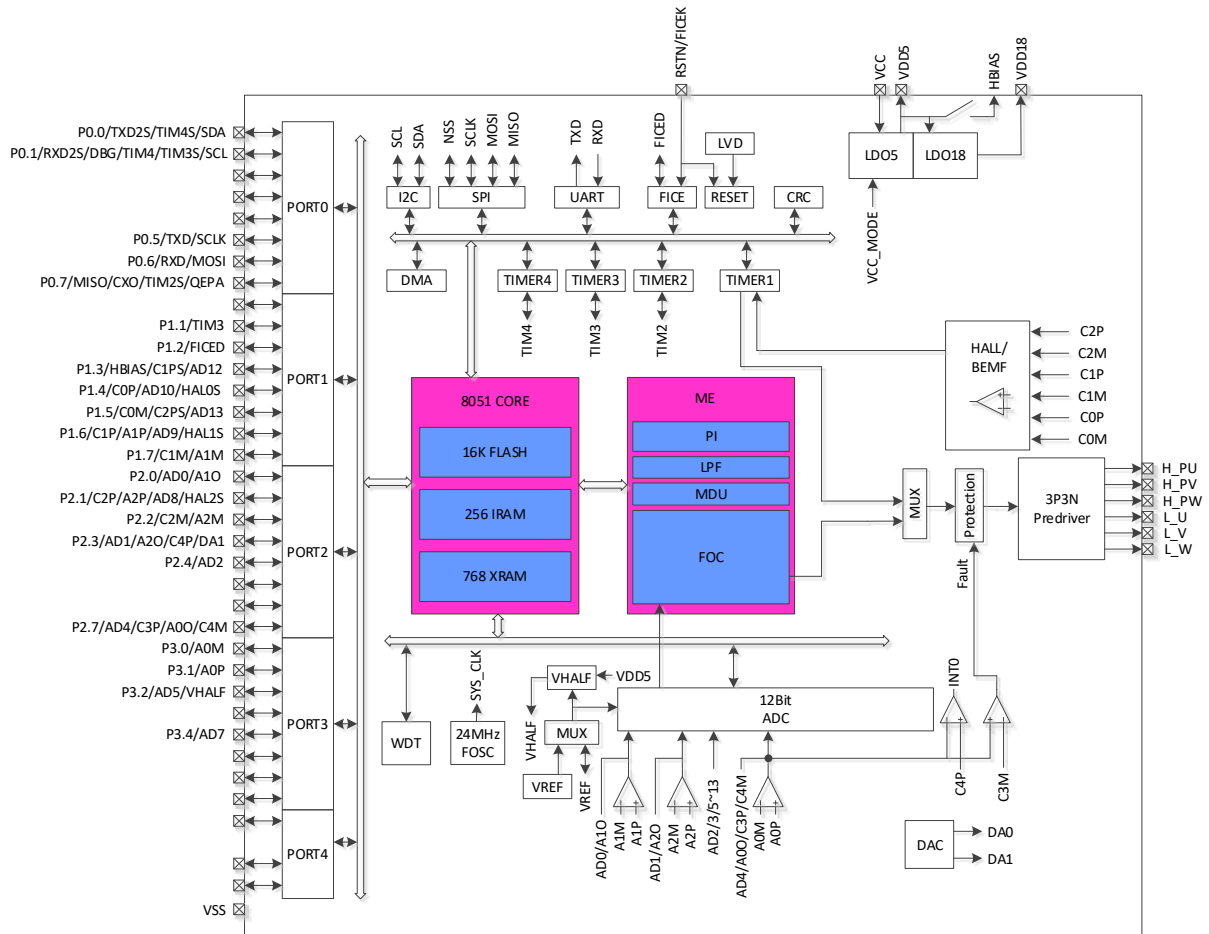 RSTN/FICEK
VCC
VDD5
HBIAS
VDD18
P0.0/TXD2S/TIM4S/SDA
P0.1/RXD2S/DBG/TIM4/TIM3S/SCL
P0.5/TXD/SCLK
P0.6/RXD/MOSI
P0.7/MISO/CXO/TIM2S/QEPA
P1.1/TIM3
P1.2/FICED
P1.3/HBIAS/C1PS/AD12
P1.4/C0P/AD10/HAL0S
P1.5/C0M/C2PS/AD13
P1.6/C1P/A1P/AD9/HAL1S
P1.7/C1M/A1M
P2.0/AD0/A1O
P2.1/C2P/A2P/AD8/HAL2S
P2.2/C2M/A2M
P2.3/AD1/A2O/C4P/DA1
P2.4/AD2
P2.7/AD4/C3P/A0O/C4M
P3.0/A0M
P3.1/A0P
P3.2/AD5/VHALF
P3.4/AD7
VSS
PORT0
PORT1
PORT2
PORT3
PORT4
SCL
SDA
NSS
SCLK
MOSI
MISO
TXD
RXD
FICED
LVD
I2C
SPI
UART
FICE
RESET
CRC
LDO5
LDO18
VCC_MODE
DMA
TIMER4
TIMER3
TIMER2
TIMER1
TIM4
TIM3
TIM2
HALL/
BEMF
C2P
C2M
C1P
C1M
C0P
C0M
8051 CORE
16K FLASH
256 IRAM
768 XRAM
ME
PI
LPF
MDU
FOC
MUX
Protection
Fault
3P3N
Predriver
H_PU
H_PV
H_PW
L_U
L_V
L_W
WDT
SYS_CLK
24MHz
FOSC
VHALF
VDD5
VHALF
MUX
VREF
VREF
12Bit
ADC
AD0/A1O
A1M
A1P
AD1/A2O
A2M
A2P
AD2/3/5~13
AD4/A0O/C3P/C4M
A0M
A0P
INT0
C4P
C3M
DAC
DA0
DA1